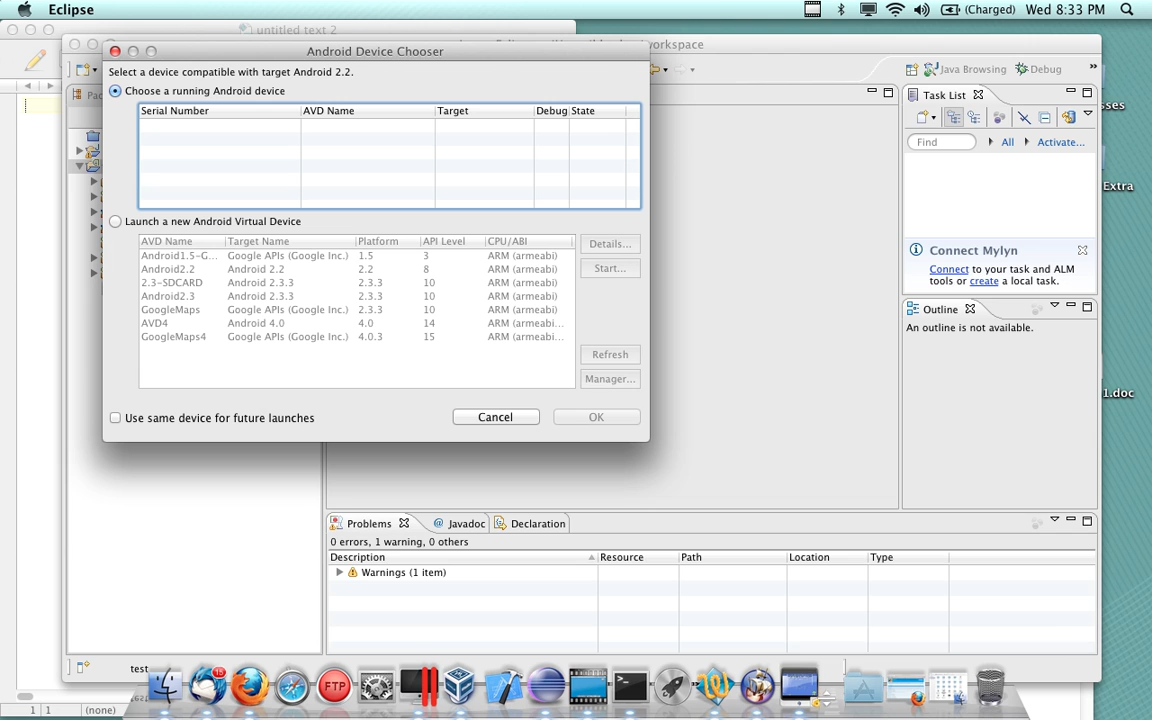 Eclipse
(Charged) Wed 8:33 PM
untitled text 2
workspace
Android Device Chooser
Select a device compatible with target Android 2.2.
Choose a running Android device
Serial Number AVD Name Target Debug State
Launch a new Android Virtual Device
AVD Name Target Name Platform API Level CPU/ABI
Android1.5-G... Google APIs (Google Inc.) 1.5 3 ARM (armeabi)
Android2.2 Android 2.2 2.2 8 ARM (armeabi)
2.3-SDCARD Android 2.3.3 2.3.3 10 ARM (armeabi)
Android2.3 Android 2.3.3 2.3.3 10 ARM (armeabi)
GoogleMaps Google APIs (Google Inc.) 2.3.3 10 ARM (armeabi)
AVD4 Android 4.0 4.0 14 ARM (armeabi...
GoogleMaps4 Google APIs (Google Inc.) 4.0.3 15 ARM (armeabi...
Details...
Start...
Refresh
Manager...
Use same device for future launches
Cancel OK
Java Browsing Debug
Task List
Find All Activate...
Connect Mylyn
Connect to your task and ALM
tools or create a local task.
Outline
An outline is not available.
Extra
1.doc
Problems @ Javadoc Declaration
0 errors, 1 warning, 0 others
Description Resource Path Location Type
Warnings (1 item)
test
15
FTP
1 1 (none)